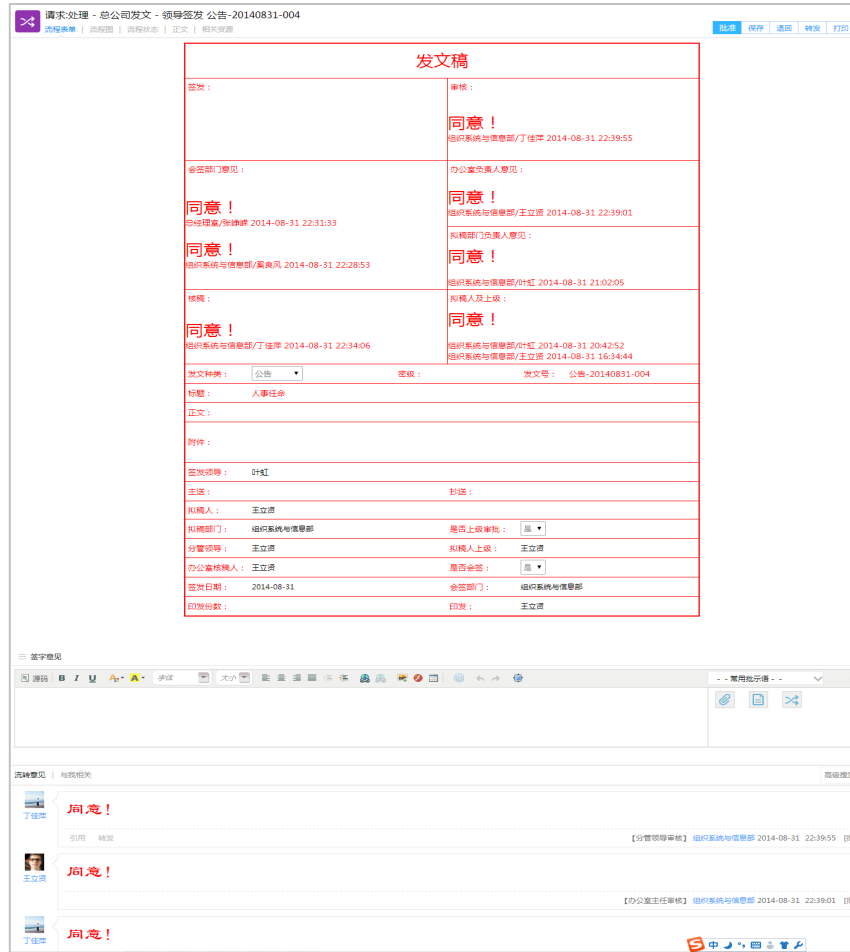 请求:处理 - 总公司发文 - 领导签发 公告-20140831-004
流程表单 | 流程图 | 流程状态 | 正文 | 相关资源
批准 保存 退回 转发 打印
发文稿
签发： 审核：
同意！
组织系统与信息部/丁佳萍 2014-08-31 22:39:55
会签部门意见： 办公室负责人意见：
同意！ 同意！
总经理室/张峥嵘 2014-08-31 22:31:33 组织系统与信息部/王立资 2014-08-31 22:39:01
拟稿部门负责人意见：
同意！ 同意！
组织系统与信息部/奚良风 2014-08-31 22:28:53
组织系统与信息部/叶虹 2014-08-31 21:02:05
核稿： 拟稿人及上级：
同意！ 同意！
组织系统与信息部/丁佳萍 2014-08-31 22:34:06 组织系统与信息部/叶虹 2014-08-31 20:42:52
组织系统与信息部/王立资 2014-08-31 16:34:44
发文种类： 公告 密级： 发文号： 公告-20140831-004
标题： 人事任命
正文：
附件：
签发领导： 叶虹
主送： 抄送：
拟稿人： 王立资
拟稿部门： 组织系统与信息部 是否上级审批： 是
分管领导： 王立资 拟稿人上级： 王立资
办公室核稿人： 王立资 是否会签： 是
签发日期： 2014-08-31 会签部门： 组织系统与信息部
印发份数： 印发： 王立资
签字意见
源码 B I U A A 字体 大小 - - 常用批示语 - -
流转意见 | 与我相关 高级搜
丁佳萍 同意！
引用 转发 【分管领导审核】 组织系统与信息部 2014-08-31 22:39:55
王立资 同意！
【办公室主任审核】 组织系统与信息部 2014-08-31 22:39:01
丁佳萍 同意！
中